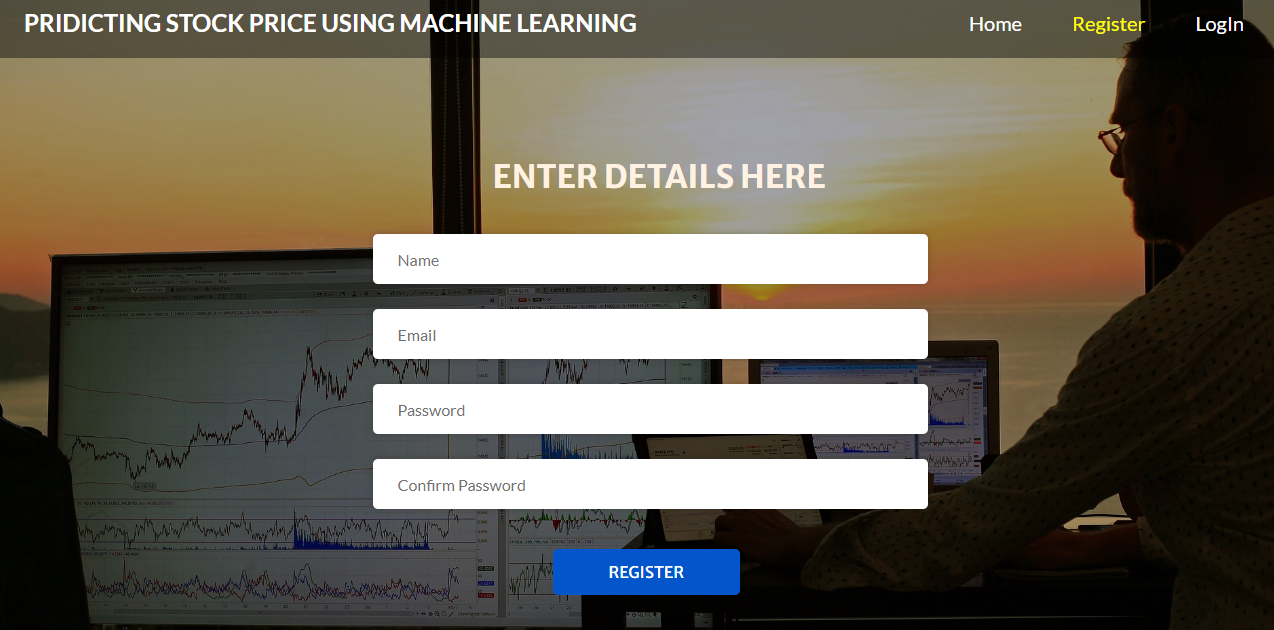 PRIDICTING STOCK PRICE USING MACHINE LEARNING
Home Register LogIn
ENTER DETAILS HERE
Name
Email
Password
Confirm Password
REGISTER